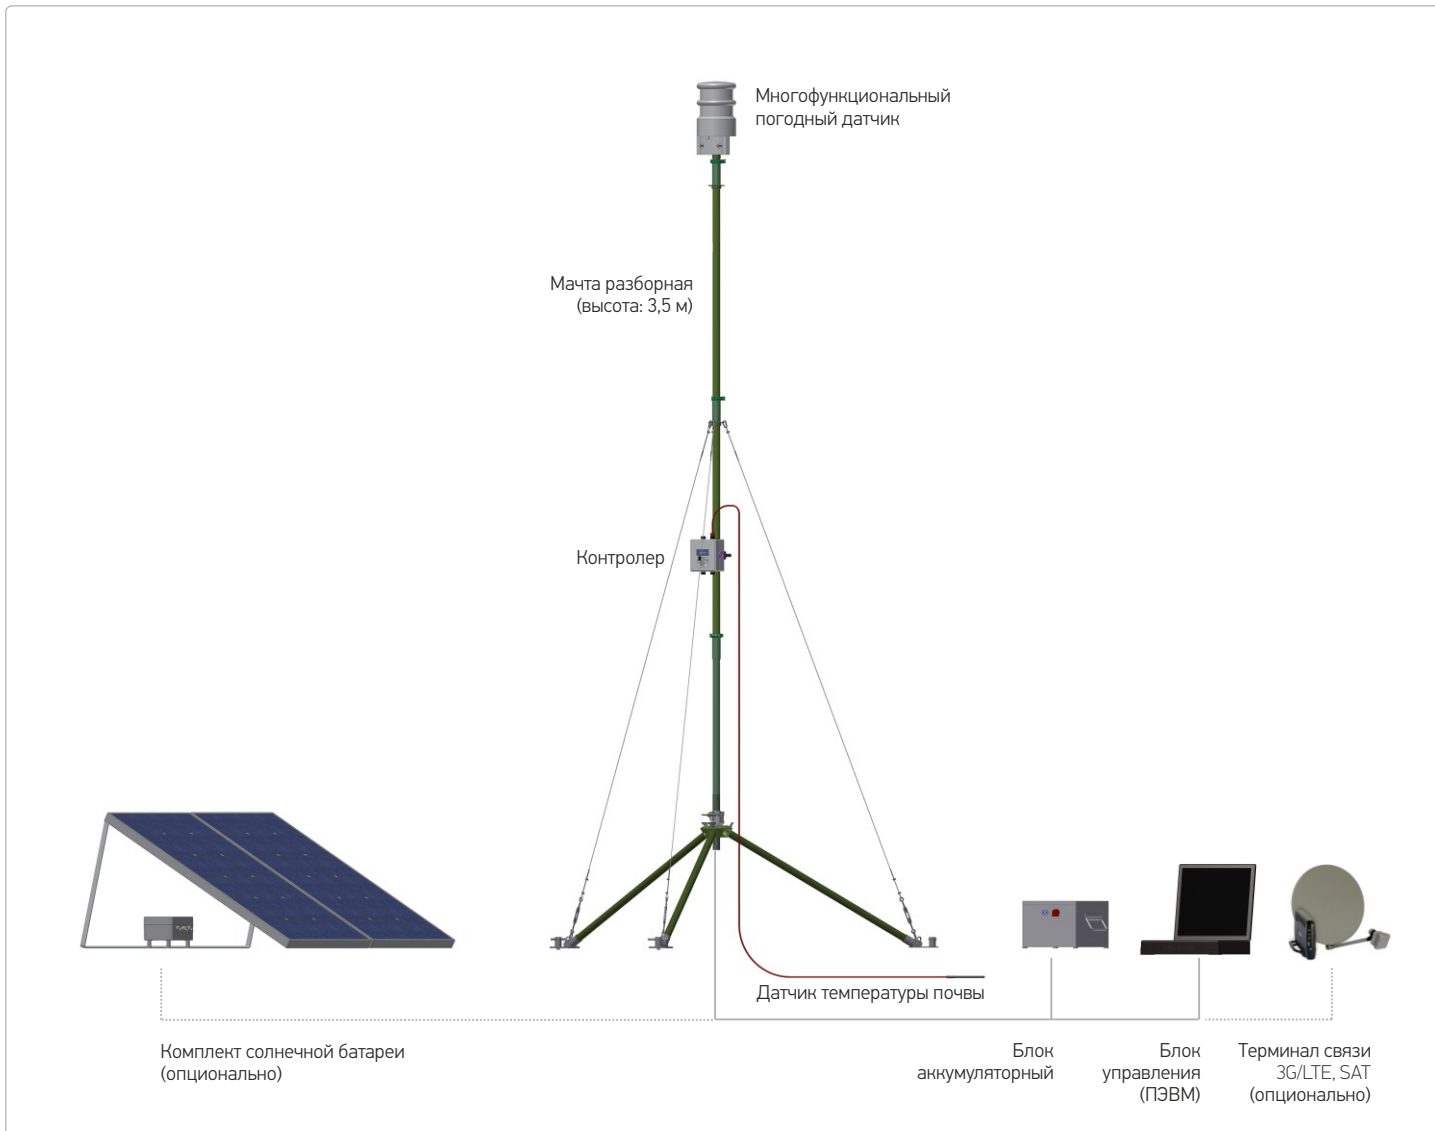 Многофункциональный
погодный датчик
Мачта разборная
(высота: 3,5 м)
Контролер
Датчик температуры почвы
Комплект солнечной батареи
(опционально)
Блок
аккумуляторный
Блок
управления
(ПЭВМ)
Терминал связи
3G/LTE, SAT
(опционально)